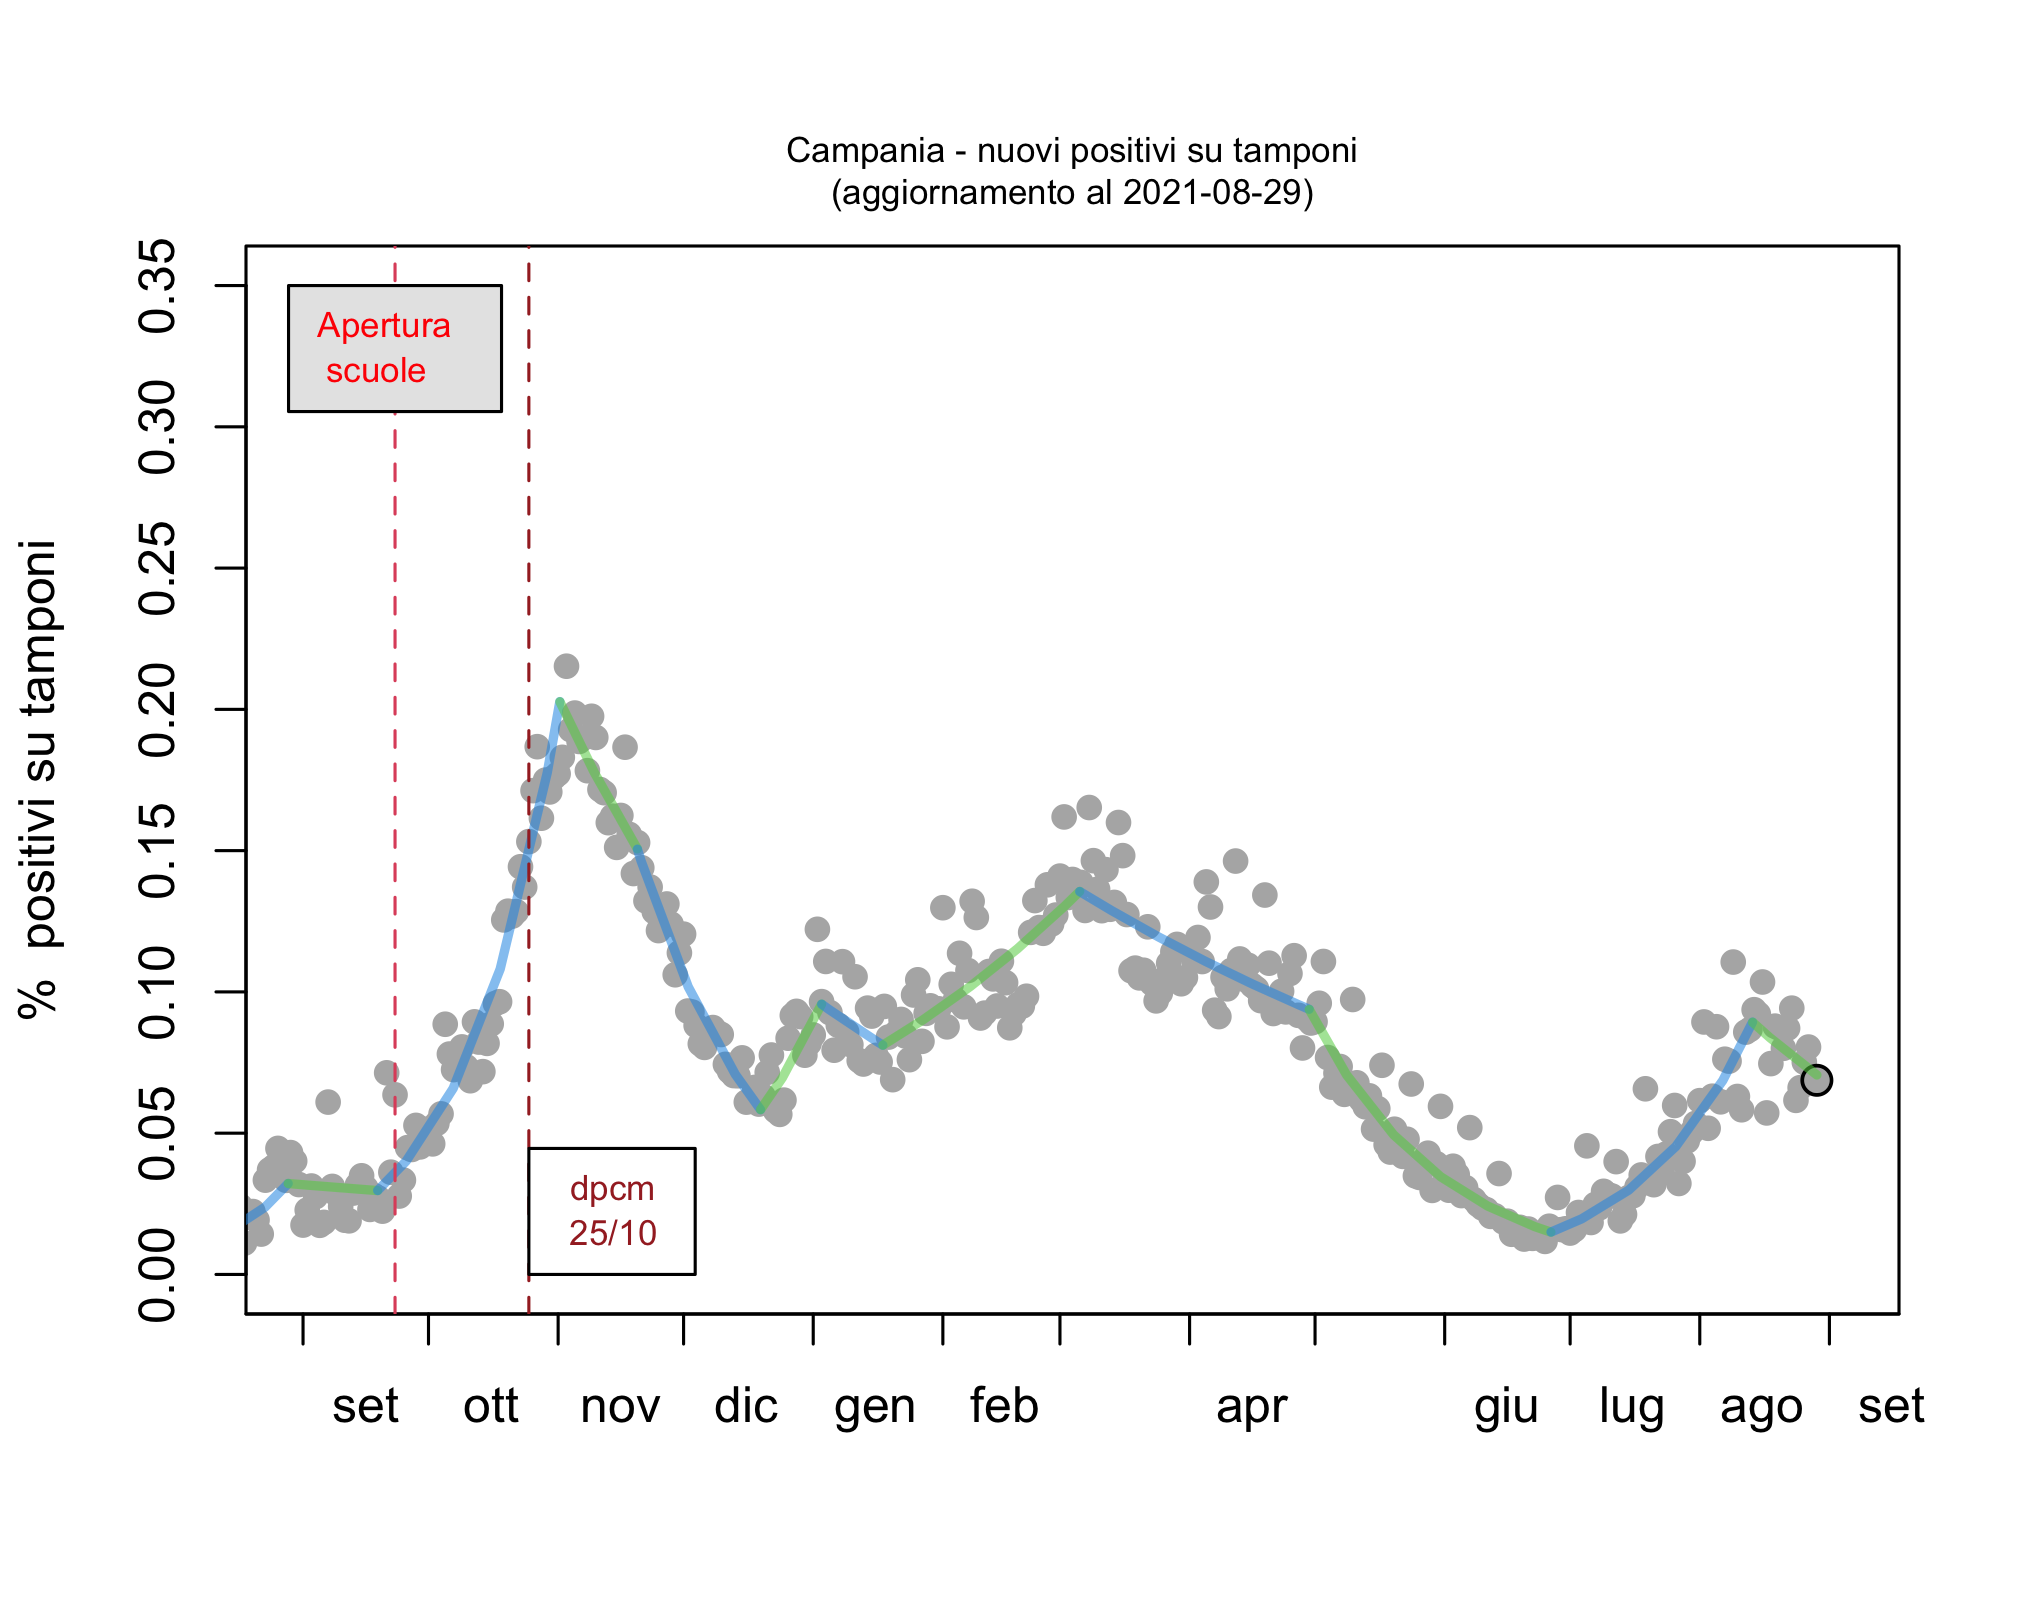 Campania - nuovi positivi su tamponi
(aggiornamento al 2021-08-29)
% positivi su tamponi
0.35
0.30
0.25
0.20
0.15
0.10
0.05
0.00
Apertura
scuole
dpcm
25/10
set ott nov dic gen feb apr giu lug ago set